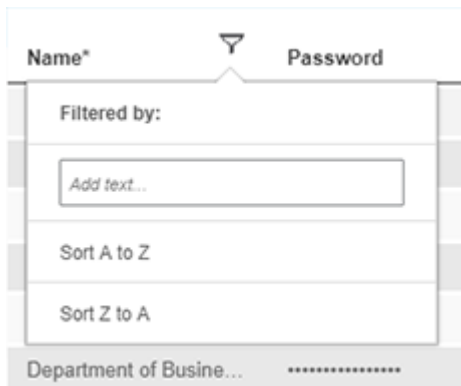 Name* Password
Filtered by:
Add text...
Sort A to Z
Sort Z to A
Department of Busine... ••••••••••••••••